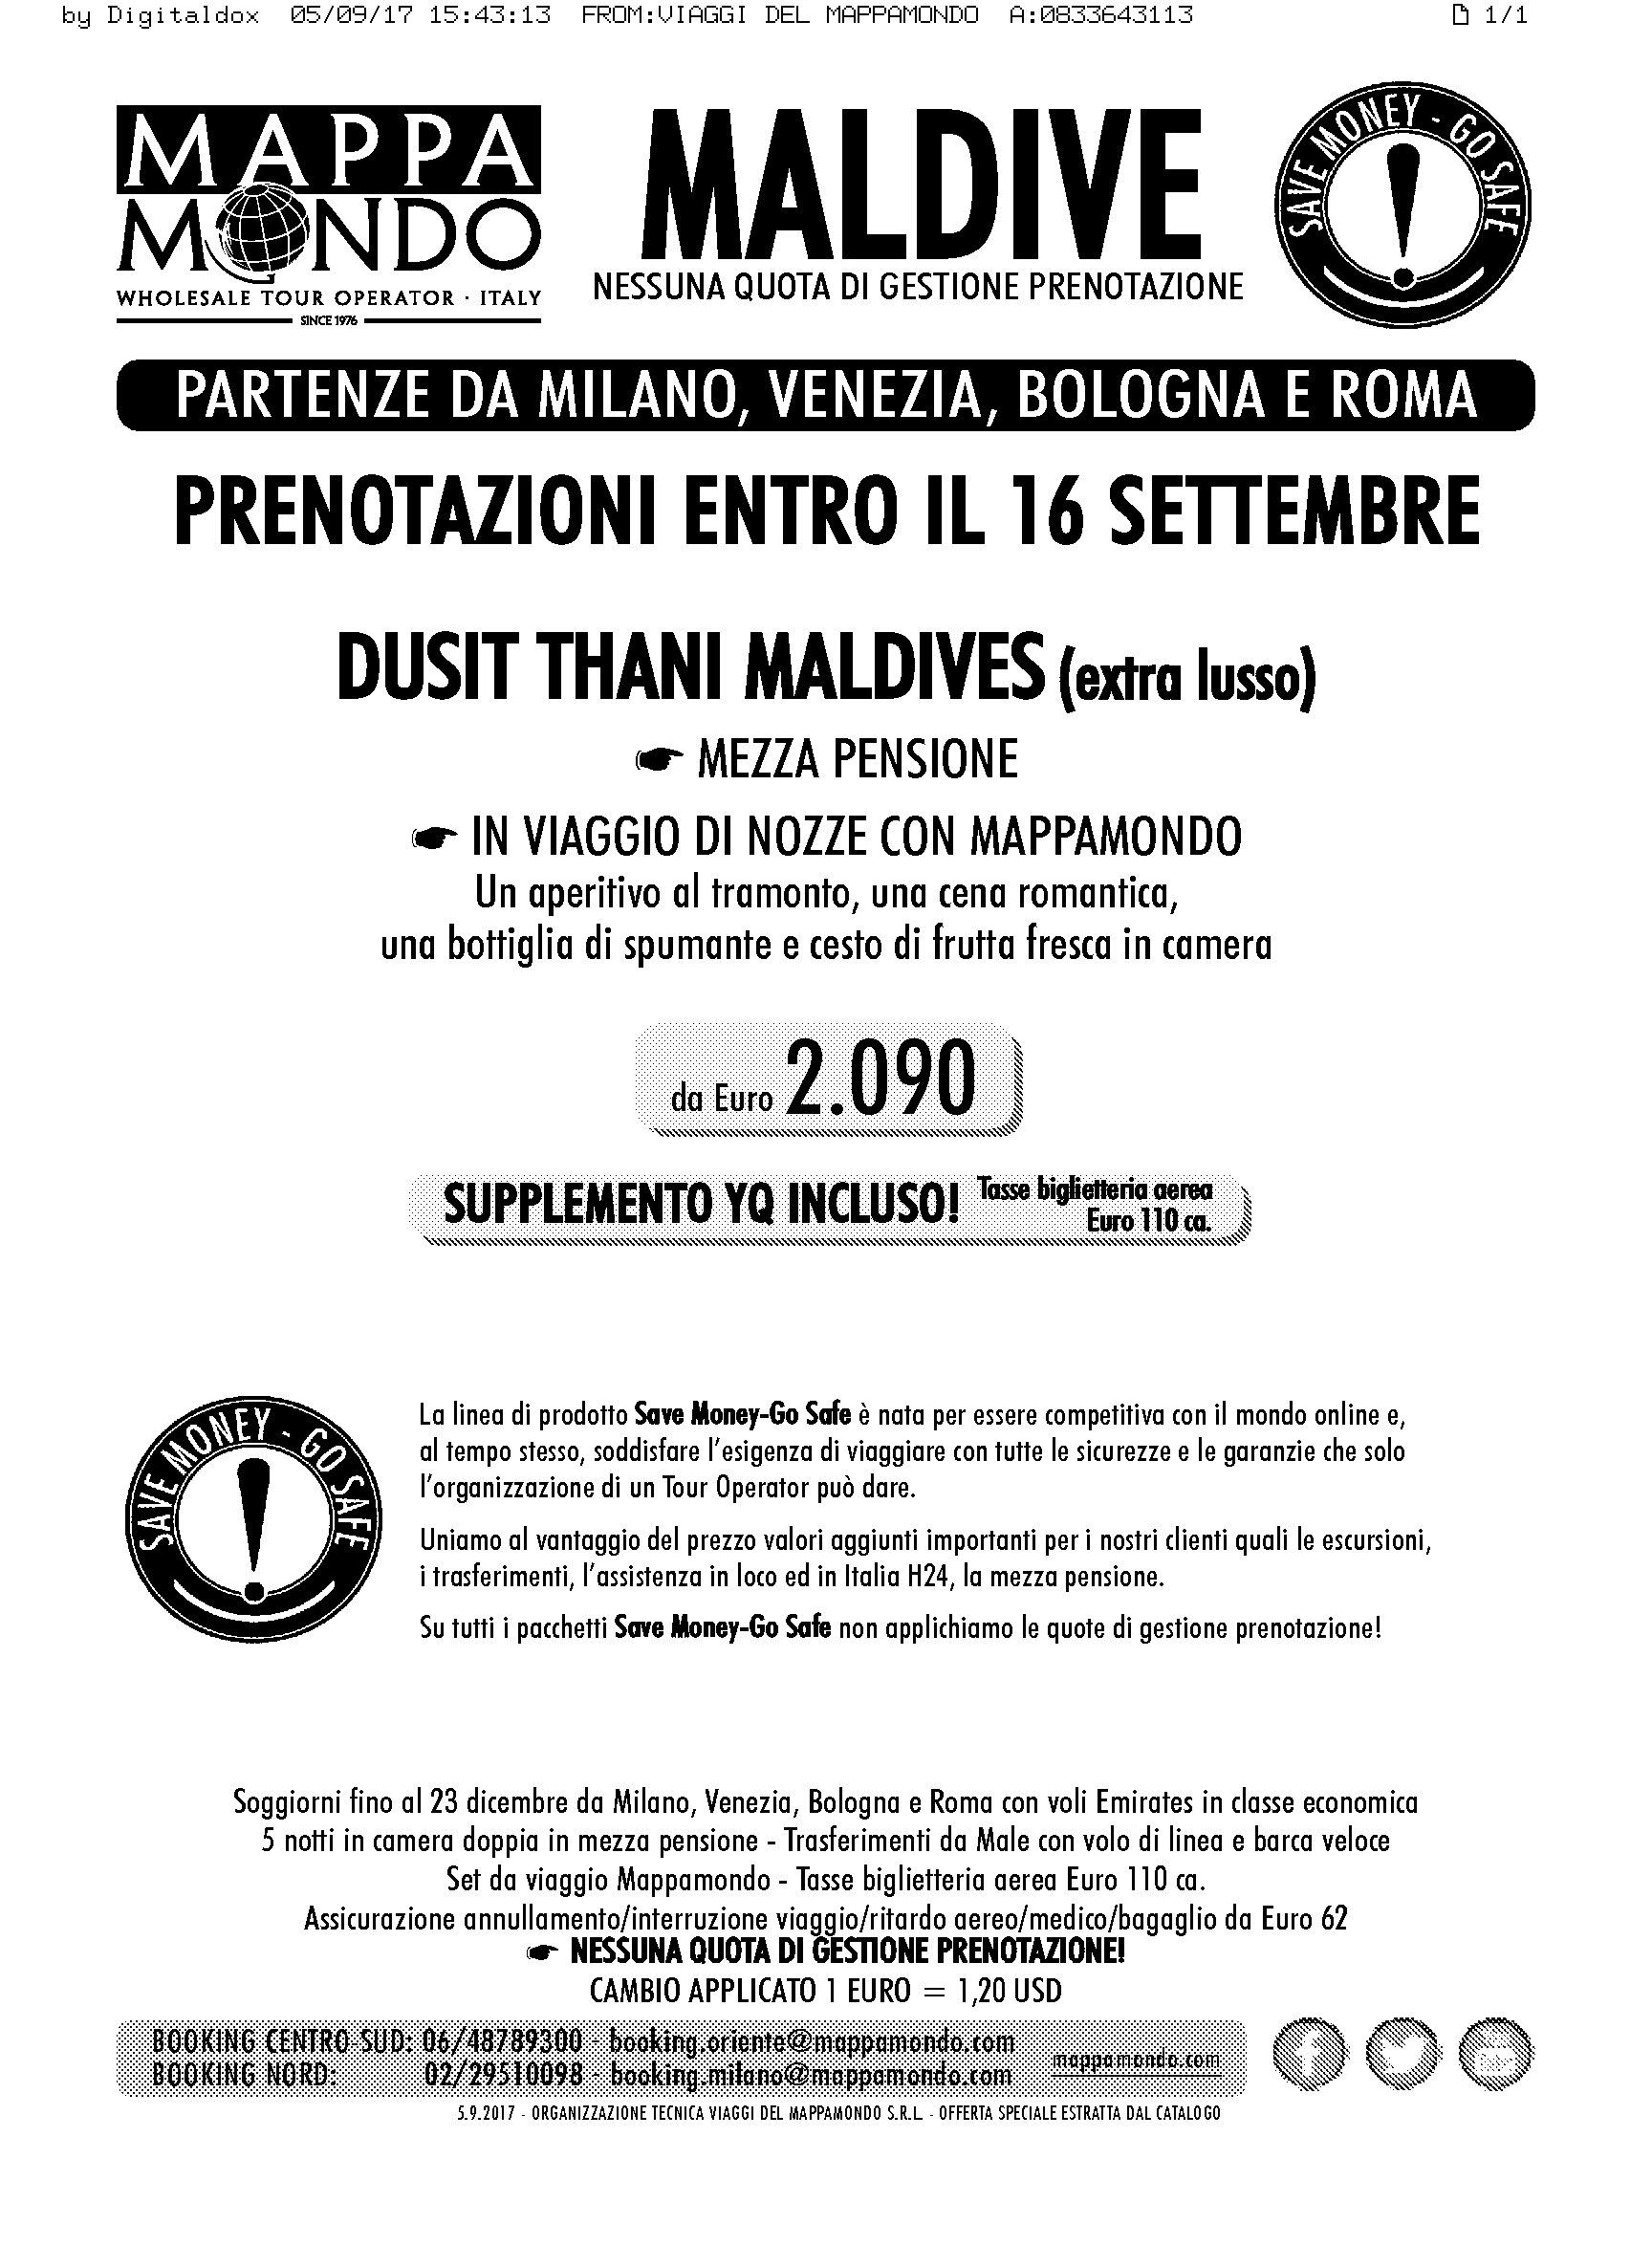 by Digitaldox 05/09/17 15:43:13 FROM:VIAGGI DEL MAPPAMONDO A:0833643113 1/1
MAPPA
MONDO
WHOLESALE TOUR OPERATOR · ITALY
SINCE 1976
MALDIVE
NESSUNA QUOTA DI GESTIONE PRENOTAZIONE
SAVE MONEY - GO SAFE
PARTENZE DA MILANO, VENEZIA, BOLOGNA E ROMA
PRENOTAZIONI ENTRO IL 16 SETTEMBRE
DUSIT THANI MALDIVES (extra lusso)
☛ MEZZA PENSIONE
☛ IN VIAGGIO DI NOZZE CON MAPPAMONDO
Un aperitivo al tramonto, una cena romantica,
una bottiglia di spumante e cesto di frutta fresca in camera
da Euro 2.090
SUPPLEMENTO YQ INCLUSO! Tasse biglietteria aerea
Euro 110 ca.
SAVE MONEY - GO SAFE
La linea di prodotto Save Money-Go Safe è nata per essere competitiva con il mondo online e,
al tempo stesso, soddisfare l'esigenza di viaggiare con tutte le sicurezze e le garanzie che solo
l'organizzazione di un Tour Operator può dare.
Uniamo al vantaggio del prezzo valori aggiunti importanti per i nostri clienti quali le escursioni,
i trasferimenti, l'assistenza in loco ed in Italia H24, la mezza pensione.
Su tutti i pacchetti Save Money-Go Safe non applichiamo le quote di gestione prenotazione!
Soggiorni fino al 23 dicembre da Milano, Venezia, Bologna e Roma con voli Emirates in classe economica
5 notti in camera doppia in mezza pensione - Trasferimenti da Male con volo di linea e barca veloce
Set da viaggio Mappamondo - Tasse biglietteria aerea Euro 110 ca.
Assicurazione annullamento/interruzione viaggio/ritardo aereo/medico/bagaglio da Euro 62
☛ NESSUNA QUOTA DI GESTIONE PRENOTAZIONE!
CAMBIO APPLICATO 1 EURO = 1,20 USD
BOOKING CENTRO-SUD: 06/48789300 - booking.oriente@mappamondo.com
BOOKING NORD: 02/29510098 - booking.milano@mappamondo.com
mappamondo.com
5.9.2017 - ORGANIZZAZIONE TECNICA VIAGGI DEL MAPPAMONDO S.R.L. - OFFERTA SPECIALE ESTRATTA DAL CATALOGO